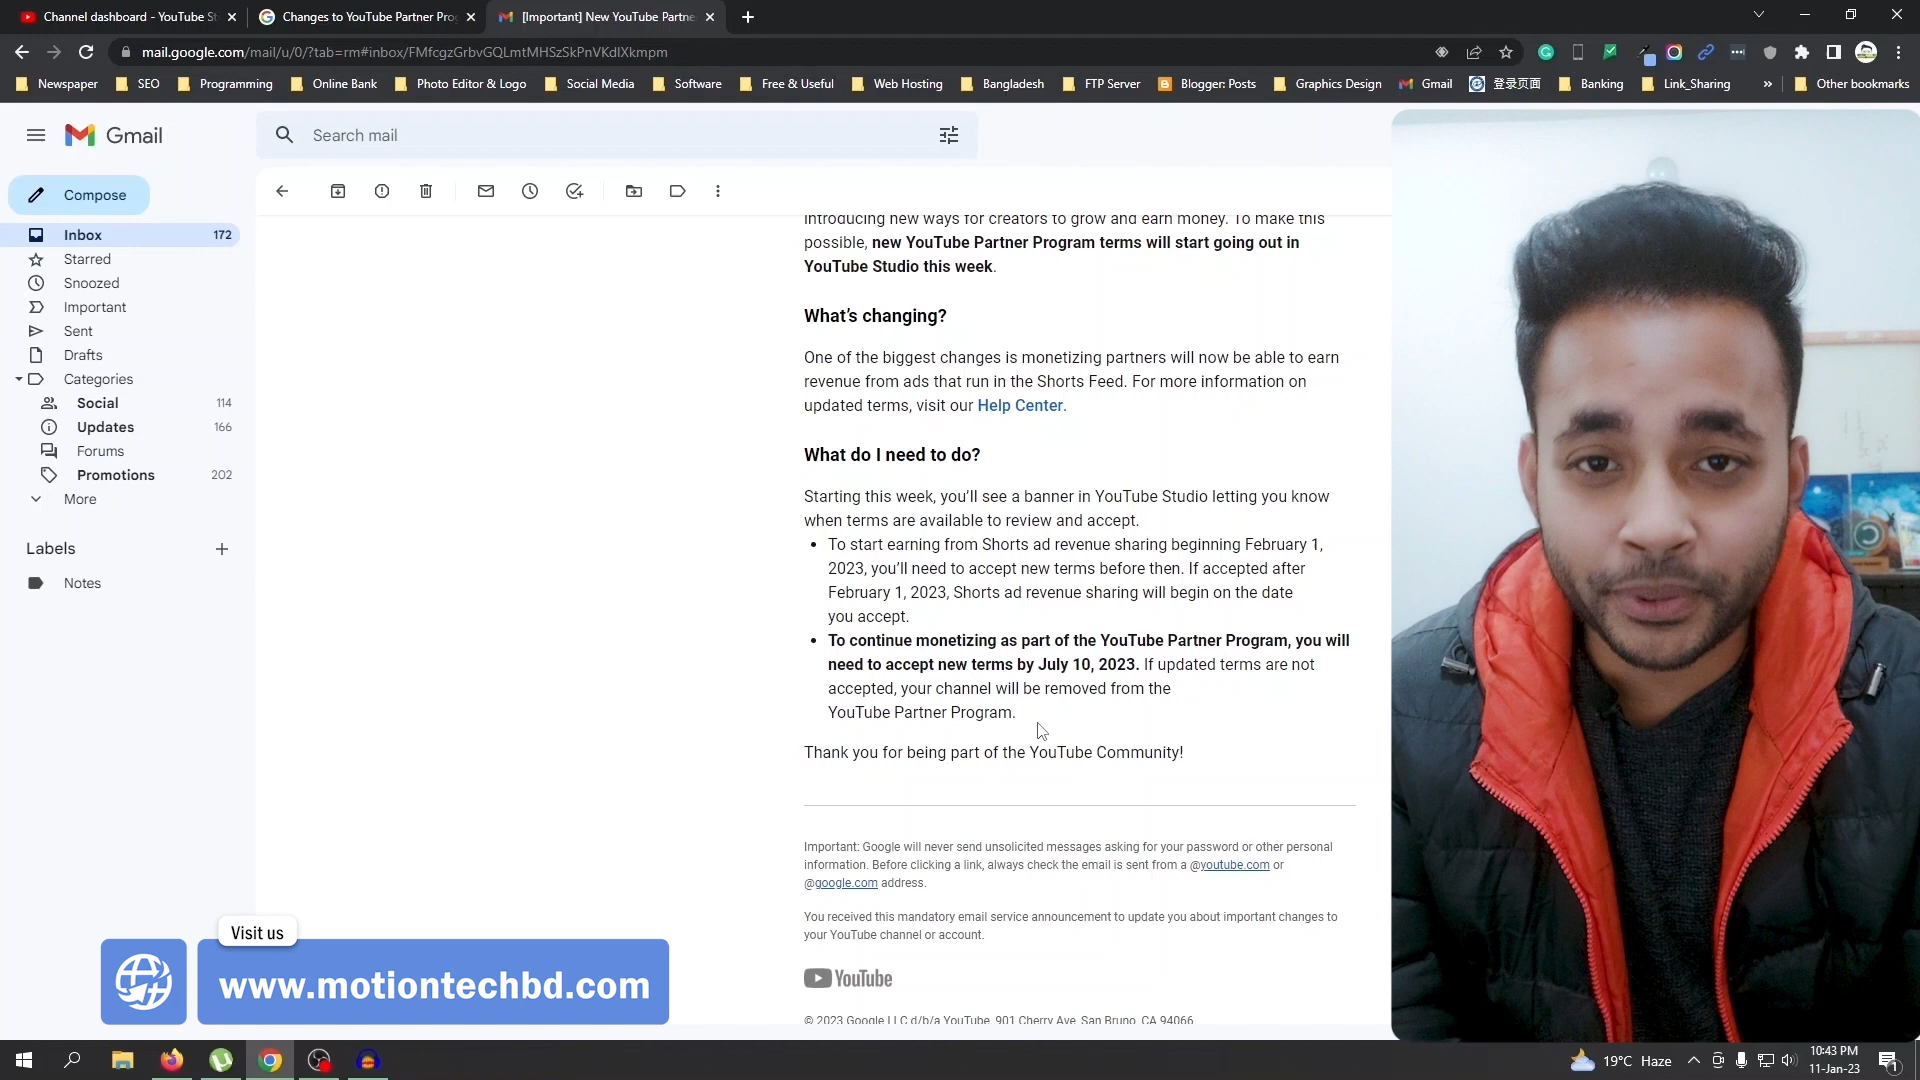 Channel dashboard - YouTube St
Changes to YouTube Partner Pro
[Important] New YouTube Partne
mail.google.com/mail/u/0/?tab=rm#inbox/FMfcgzGrbvGQLmtMHSzSkPnVKdlXkmpm
Newspaper
SEO
Programming
Online Bank
Photo Editor & Logo
Social Media
Software
Free & Useful
Web Hosting
Bangladesh
FTP Server
Blogger Posts
Graphics Design
Gmail
登录页面
Banking
Link_Sharing
»
Other bookmarks
Gmail
Search mail
Compose
Inbox 172
Starred
Snoozed
Important
Sent
Drafts
Categories
Social 114
Updates 166
Forums
Promotions 202
More
Labels
Notes
introducing new ways for creators to grow and earn money. To make this
possible, new YouTube Partner Program terms will start going out in
YouTube Studio this week.
What’s changing?
One of the biggest changes is monetizing partners will now be able to earn
revenue from ads that run in the Shorts Feed. For more information on
updated terms, visit our Help Center.
What do I need to do?
Starting this week, you’ll see a banner in YouTube Studio letting you know
when terms are available to review and accept.
• To start earning from Shorts ad revenue sharing beginning February 1,
2023, you’ll need to accept new terms before then. If accepted after
February 1, 2023, Shorts ad revenue sharing will begin on the date
you accept.
• To continue monetizing as part of the YouTube Partner Program, you will
need to accept new terms by July 10, 2023. If updated terms are not
accepted, your channel will be removed from the
YouTube Partner Program.
Thank you for being part of the YouTube Community!
Important: Google will never send unsolicited messages asking for your password or other personal
information. Before clicking a link, always check the email is sent from a @youtube.com or
@google.com address.
You received this mandatory email service announcement to update you about important changes to
your YouTube channel or account.
YouTube
© 2023 Google LLC d/b/a YouTube, 901 Cherry Ave, San Bruno, CA 94066
Visit us
www.motiontechbd.com
19°C Haze
10:43 PM
11-Jan-23
1